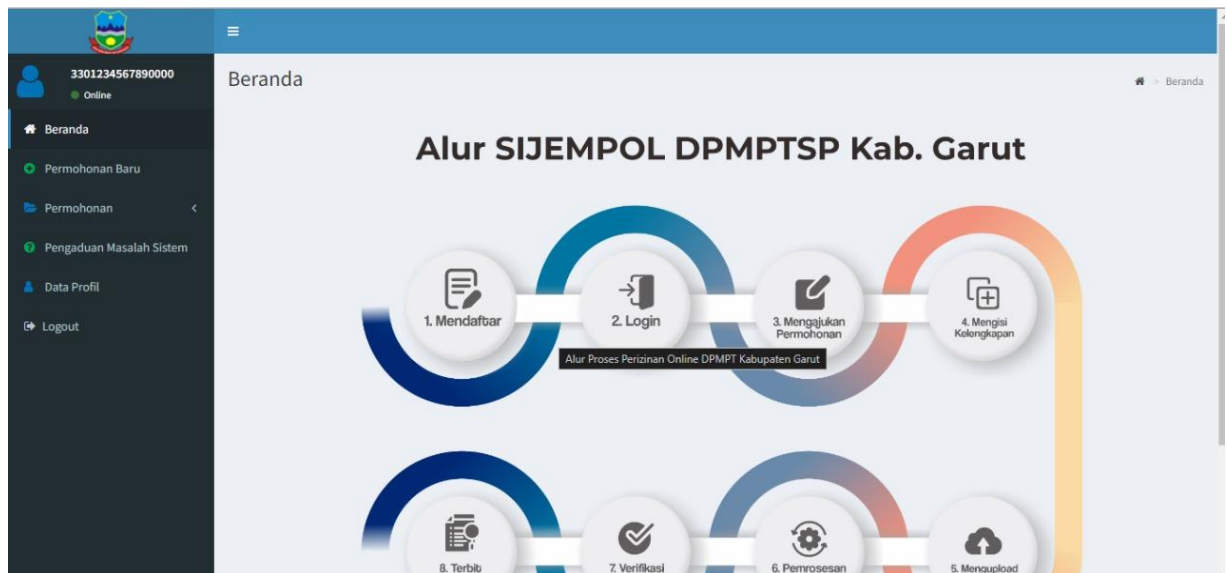 3301234567890000
Online
Beranda
Permohonan Baru
Permohonan
Pengaduan Masalah Sistem
Data Profil
Logout
Beranda
> Beranda
Alur SIJEMPOL DPMPTSP Kab. Garut
1. Mendaftar
2. Login
3. Mengajukan
Permohonan
4. Mengisi
Kelengkapan
Alur Proses Perizinan Online DPMPT Kabupaten Garut
8. Terbit
7. Verifikasi
6. Pemrosesan
5. Mengupload